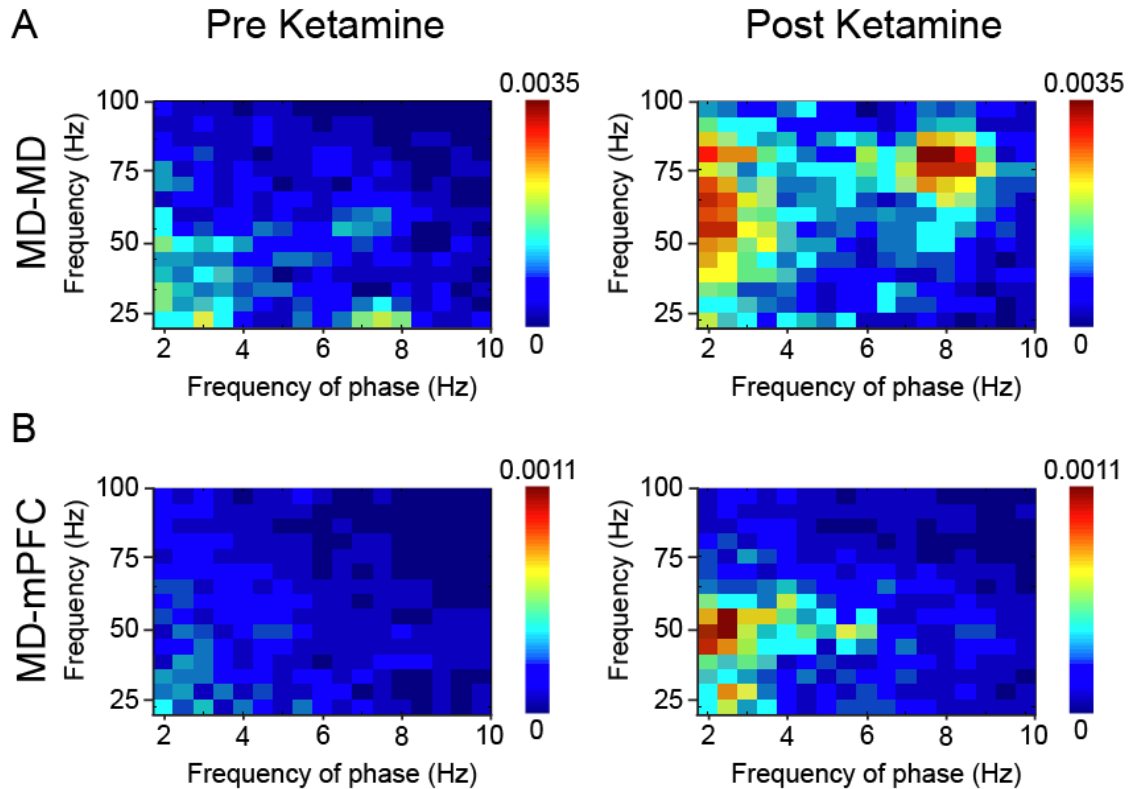 A
Pre Ketamine
Post Ketamine
MD-MD
Frequency (Hz)
100
75
50
25
2 4 6 8 10
Frequency of phase (Hz)
0.0035
0
Frequency (Hz)
100
75
50
25
2 4 6 8 10
Frequency of phase (Hz)
0.0035
0
B
MD-mPFC
Frequency (Hz)
100
75
50
25
2 4 6 8 10
Frequency of phase (Hz)
0.0011
0
Frequency (Hz)
100
75
50
25
2 4 6 8 10
Frequency of phase (Hz)
0.0011
0